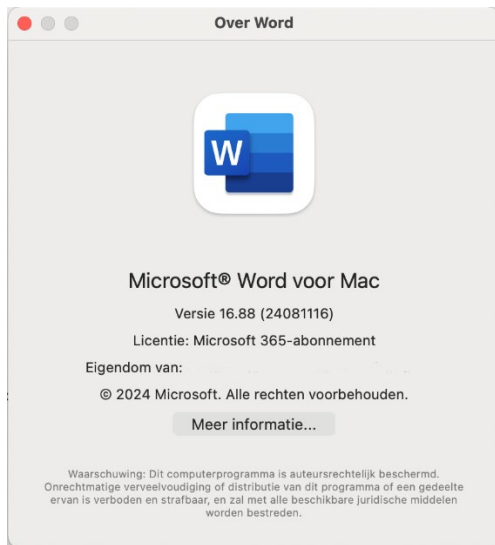 Over Word
W
Microsoft® Word voor Mac
Versie 16.88 (24081116)
Licentie: Microsoft 365-abonnement
Eigendom van:
© 2024 Microsoft. Alle rechten voorbehouden.
Meer informatie...
Waarschuwing: Dit computerprogramma is auteursrechtelijk beschermd.
Onrechtmatige verveelvoudiging of distributie van dit programma of een gedeelte
ervan is verboden en strafbaar, en zal met alle beschikbare juridische middelen
worden bestreden.